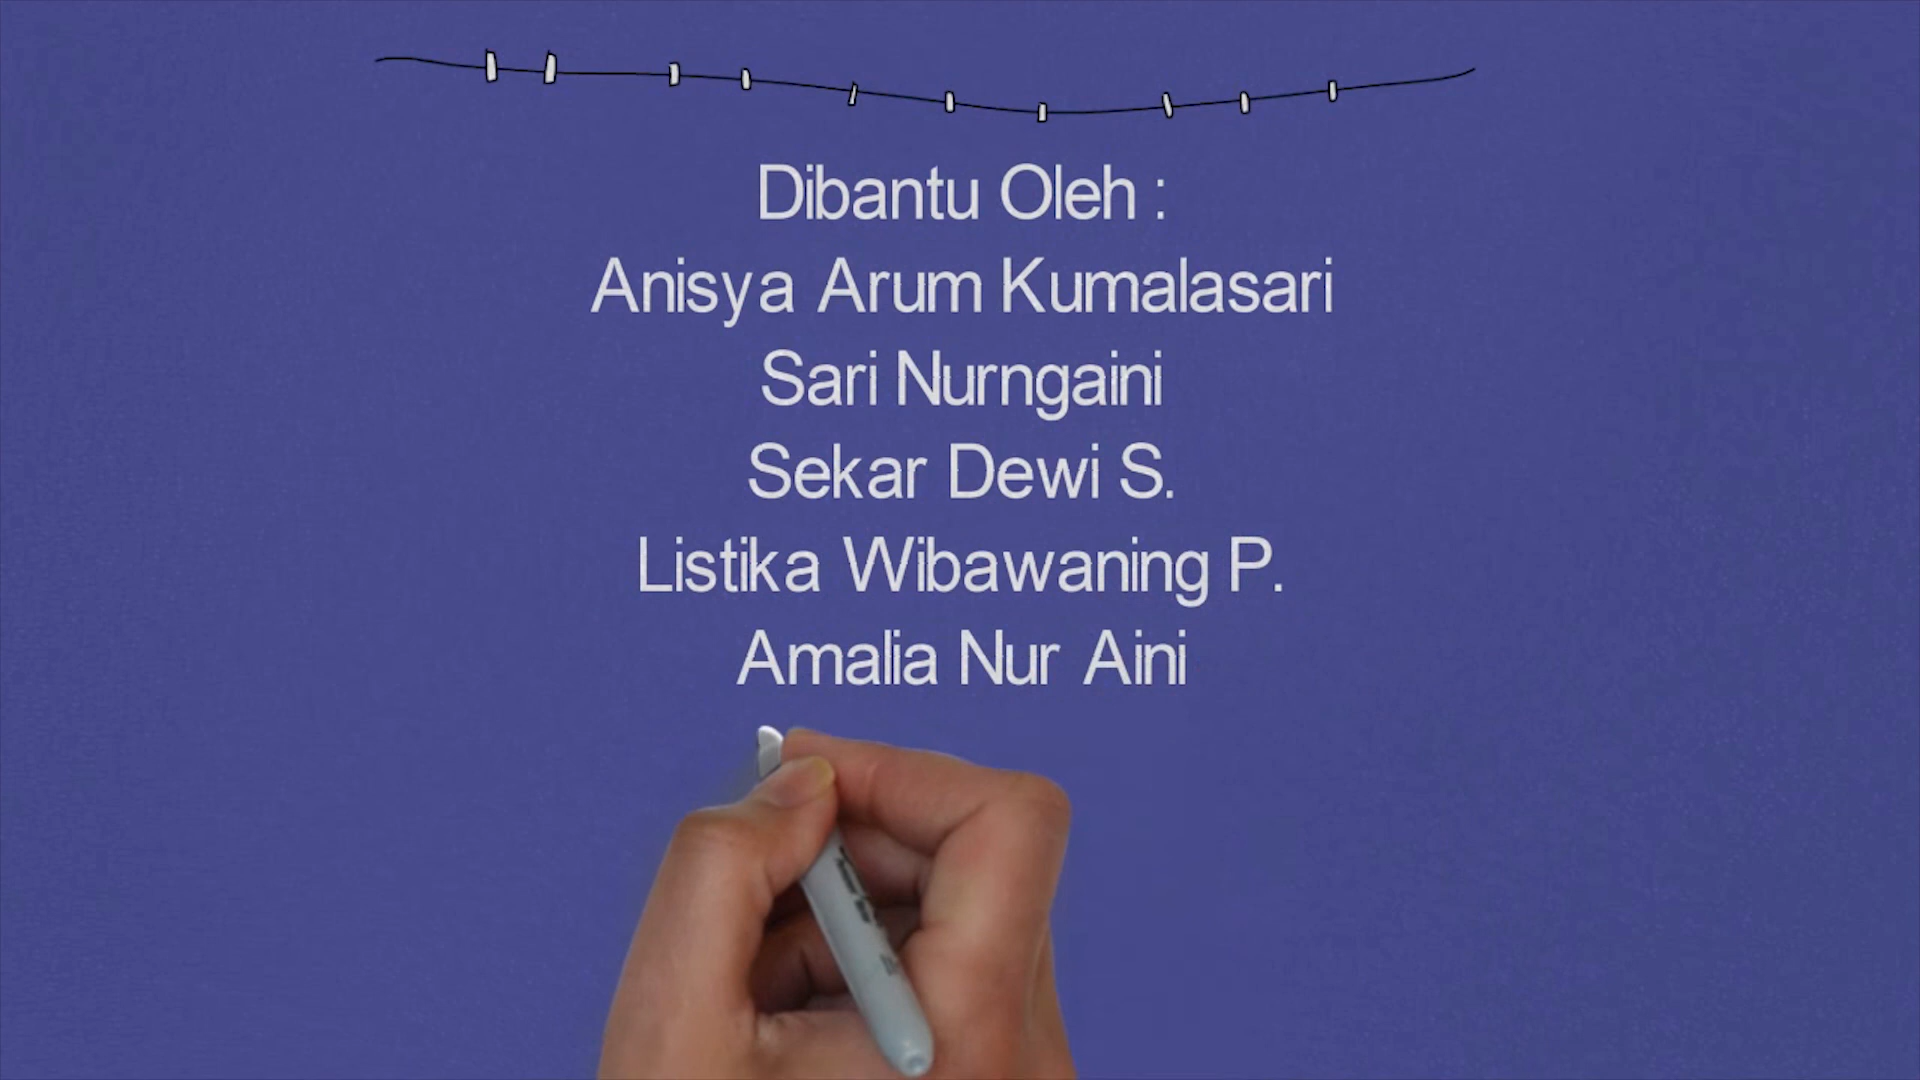 Dibantu Oleh :
Anisya Arum Kumalasari
Sari Nurngaini
Sekar Dewi S.
Listika Wibawaning P.
Amalia Nur Aini